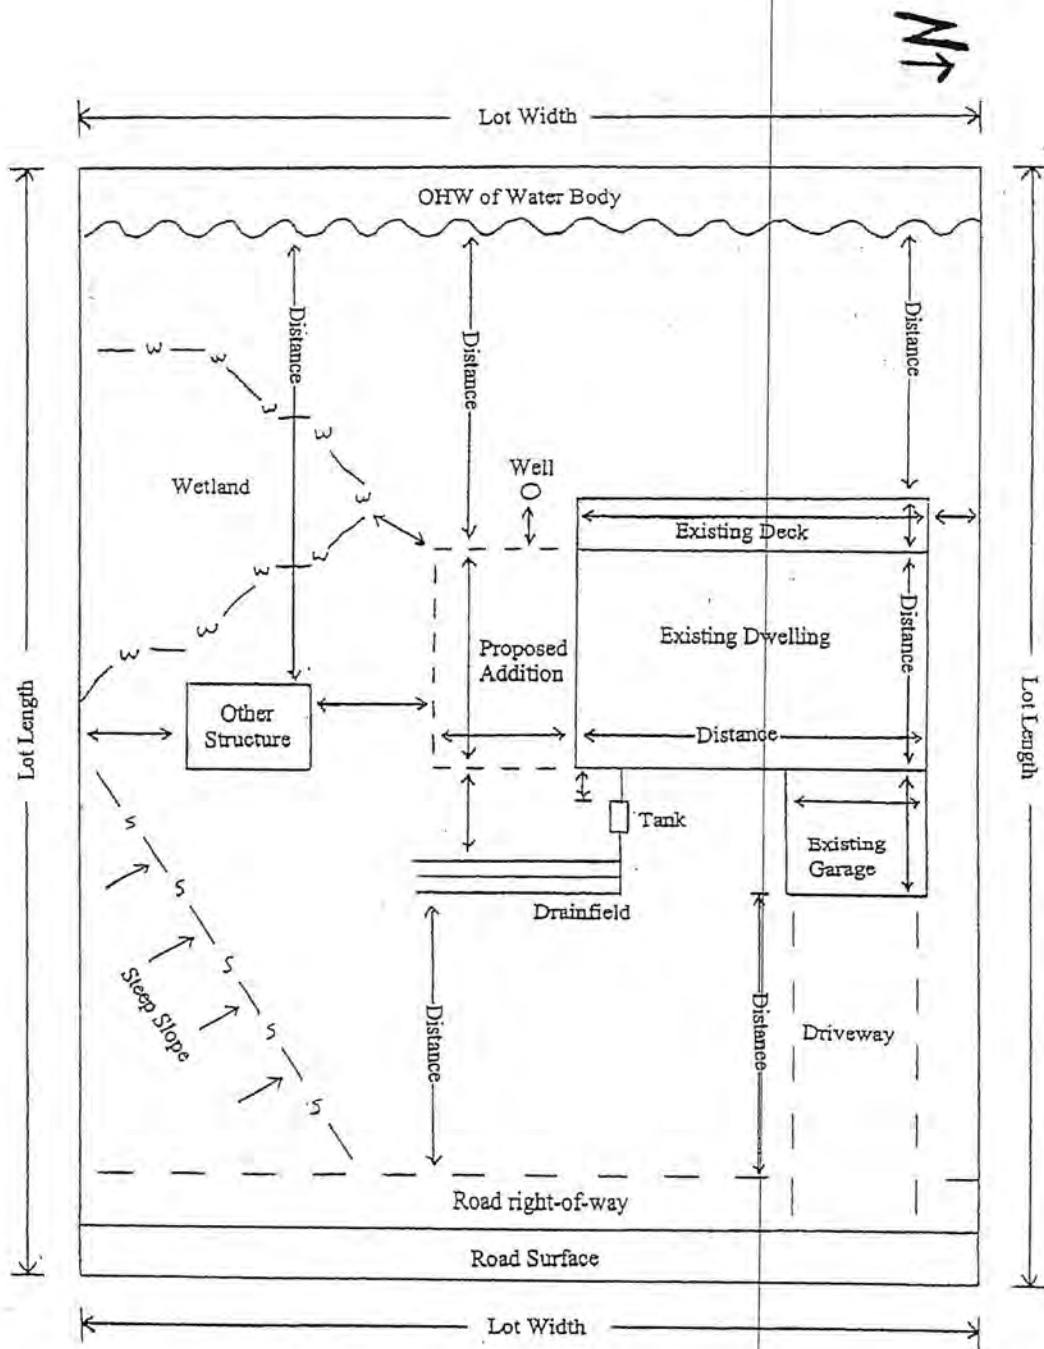 N
Lot Width
OHW of Water Body
Distance
Distance
Distance
W
W
W
W
W
W
W
W
W
Wetland
Well
Existing Deck
Existing Dwelling
Distance
Proposed
Addition
Other
Structure
Distance
Lot Length
Lot Length
Tank
Existing
Garage
Drainfield
S
S
S
S
S
Steep Slope
Distance
Distance
Driveway
Road right-of-way
Road Surface
Lot Width